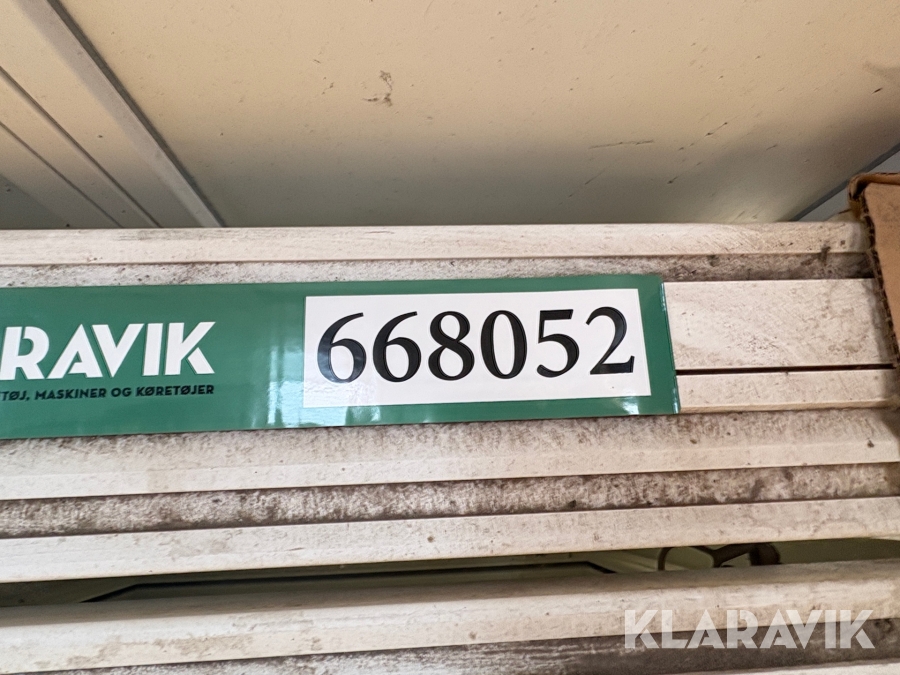 RAVIK
668052
TØJ, MASKINER OG KØRETØJER
KLARAVIK